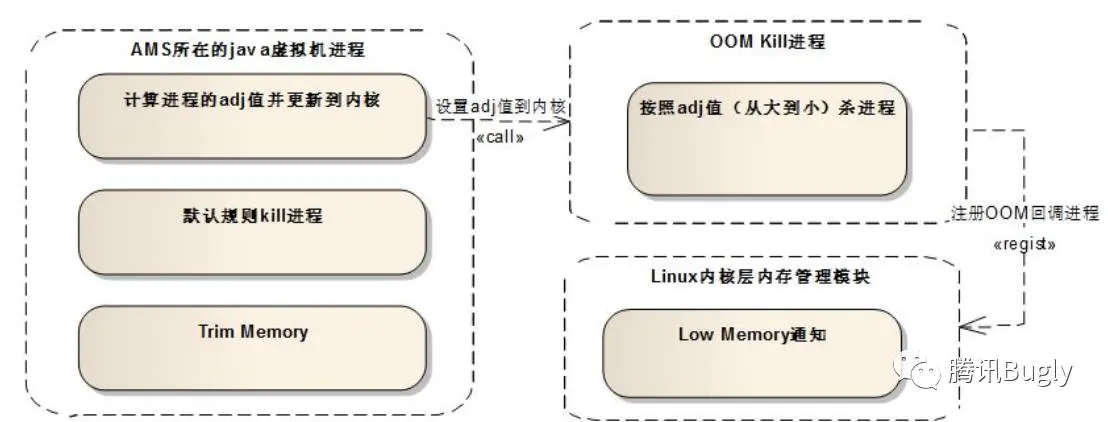 AMS所在的java虚拟机进程
计算进程的adj值并更新到内核
默认规则kill进程
Trim Memory
设置adj值到内核
«call»
OOM Kill进程
按照adj值（从大到小）杀进程
注册OOM回调进程
«regist»
Linux内核层内存管理模块
Low Memory通知
腾讯Bugly